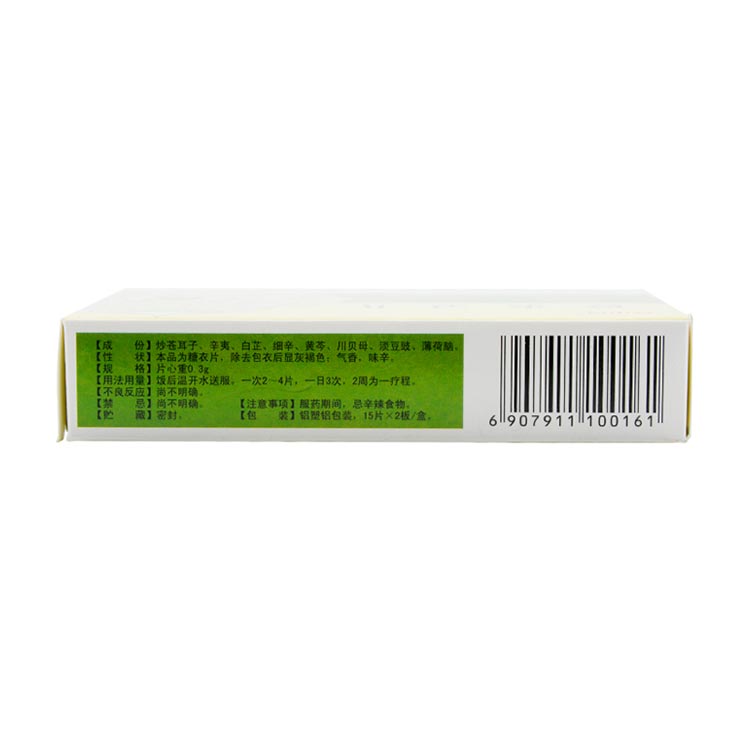 【成 份】炒苍耳子、辛夷、白芷、细辛、黄芩、川贝母、淡豆豉、薄荷脑。
【性 状】本品为糖衣片，除去包衣后显灰褐色；气香，味辛。
【规 格】片心重0.3g
【用法用量】饭后温开水送服，一次2～4片，一日3次，2周为一疗程。
【不良反应】尚不明确。
【禁 忌】尚不明确。 【注意事项】服药期间，忌辛辣食物。
【贮 藏】密封。 【包 装】铝塑铝包装，15片×2板/盒。
6 907911 100161